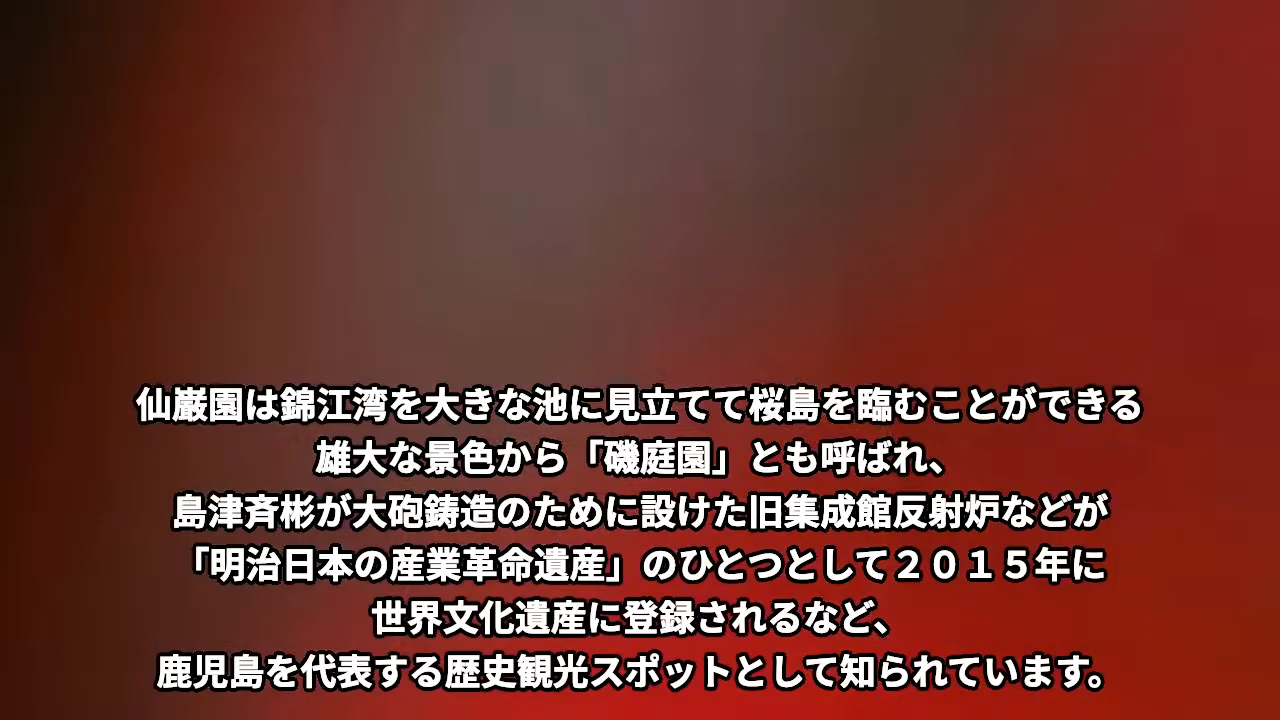 仙巌園は錦江湾を大きな池に見立てて桜島を臨むことができる
雄大な景色から「磯庭園」とも呼ばれ、
島津斉彬が大砲鋳造のために設けた旧集成館反射炉などが
「明治日本の産業革命遺産」のひとつとして２０１５年に
世界文化遺産に登録されるなど、
鹿児島を代表する歴史観光スポットとして知られています。